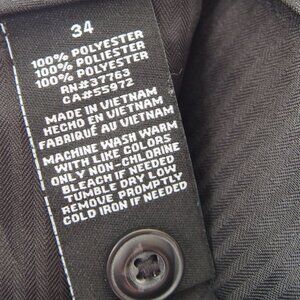 34
100% POLYESTER
100% POLIESTER
100% POLYESTER
RN#37763
CA#55972
MADE IN VIETNAM
HECHO EN VIETNAM
FABRIQUÉ AU VIETNAM
MACHINE WASH WARM
WITH LIKE COLORS
ONLY NON-CHLORINE
BLEACH IF NEEDED
TUMBLE DRY LOW
REMOVE PROMPTLY
COLD IRON IF NEEDED